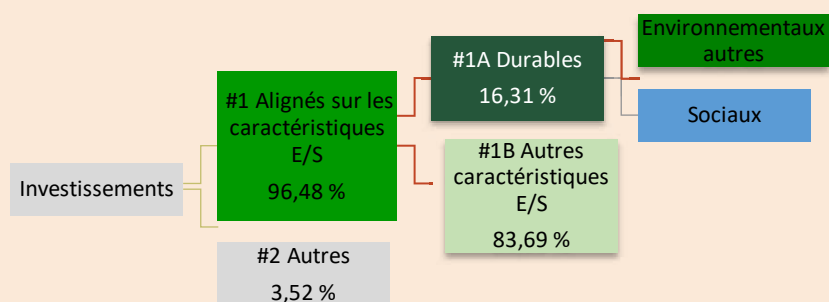 Investissements
#1 Alignés sur les
caractéristiques
E/S
96,48 %
#2 Autres
3,52 %
#1A Durables
16,31 %
#1B Autres
caractéristiques
E/S
83,69 %
Environnementaux
autres
Sociaux